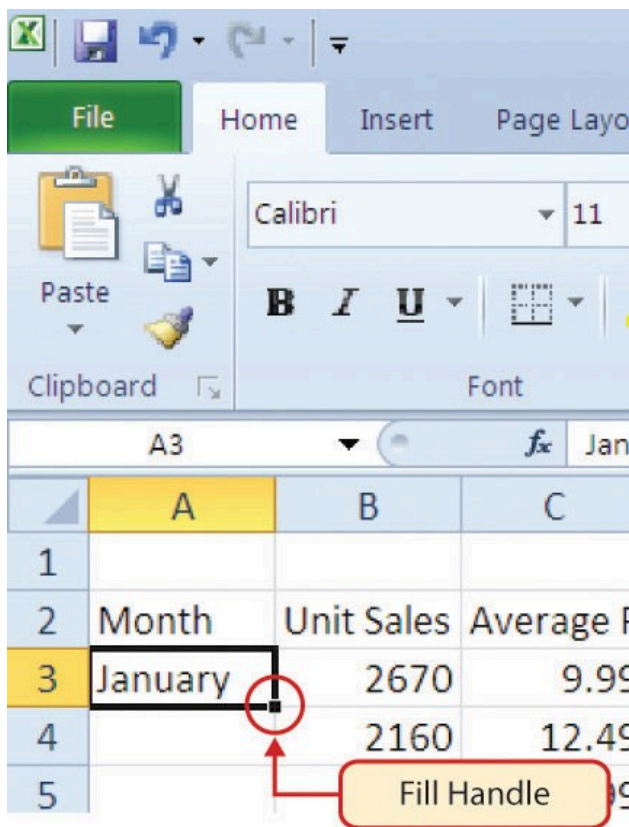 File Home Insert Page Layo
Calibri 11
Paste
B I U
Clipboard Font
A3 fx Jan
A B C
1
2 Month Unit Sales Average P
3 January 2670 9.99
4 2160 12.49
5 Fill Handle 99